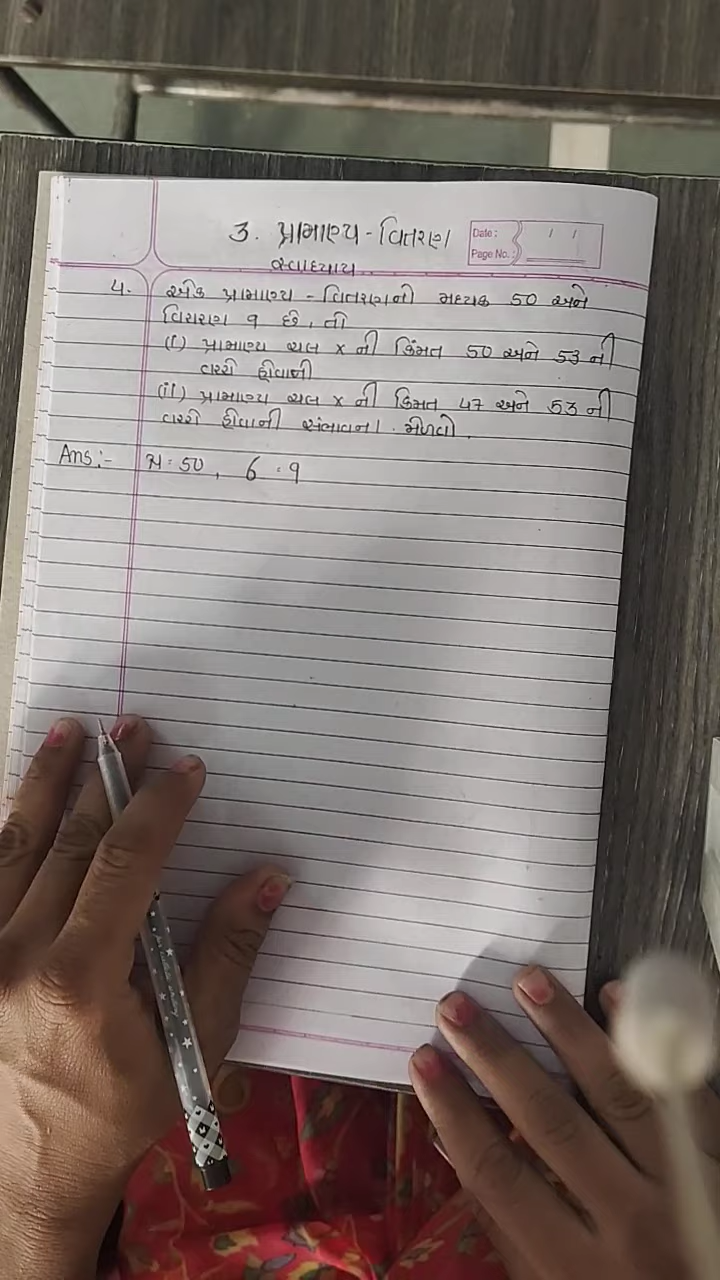 3. પ્રામાણ્ય - વિતરણ
Date : / /
Page No. :
સ્વાધ્યાય
4. એક પ્રામાણ્ય - વિતરણનો મધ્યક 50 અને
વિચરણ 9 છે, તો
(i) પ્રામાણ્ય ચલ x ની કિંમત 50 અને 53 ની
વચ્ચે હોવાની
(ii) પ્રામાણ્ય ચલ x ની કિંમત 47 અને 53 ની
વચ્ચે હોવાની સંભાવના મેળવો.
Ans :- μ = 50, 6 = 9